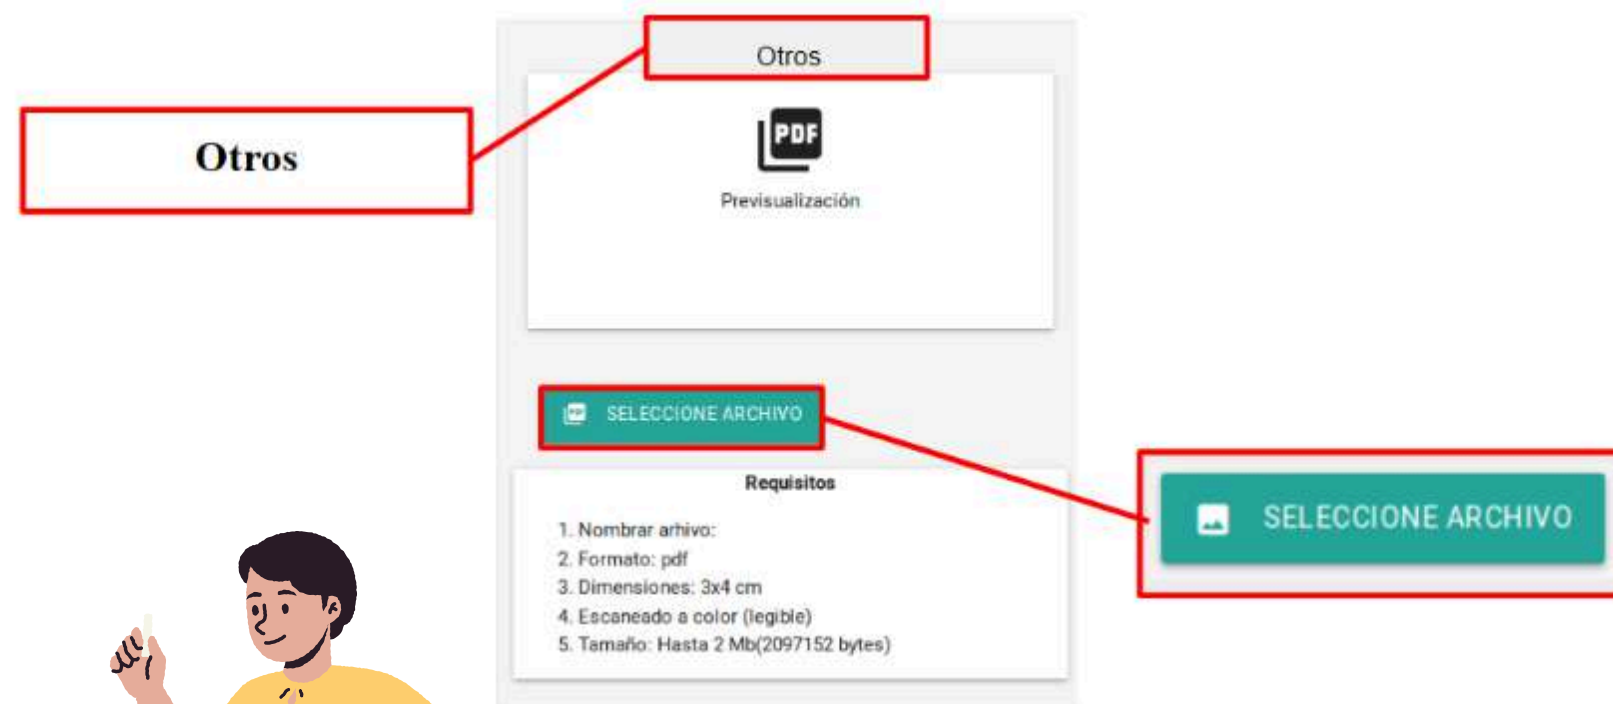 Otros
Otros
PDF
Previsualización
PDF
SELECCIONE ARCHIVO
Requisitos
1. Nombrar arhivo:
2. Formato: pdf
3. Dimensiones: 3x4 cm
4. Escaneado a color (legible)
5. Tamaño: Hasta 2 Mb(2097152 bytes)
SELECCIONE ARCHIVO